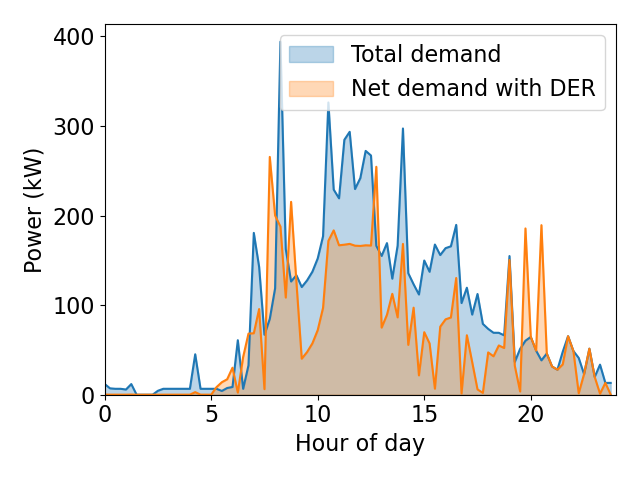 Total demand
Net demand with DER
Power (kW)
400
300
200
100
0
0 5 10 15 20
Hour of day